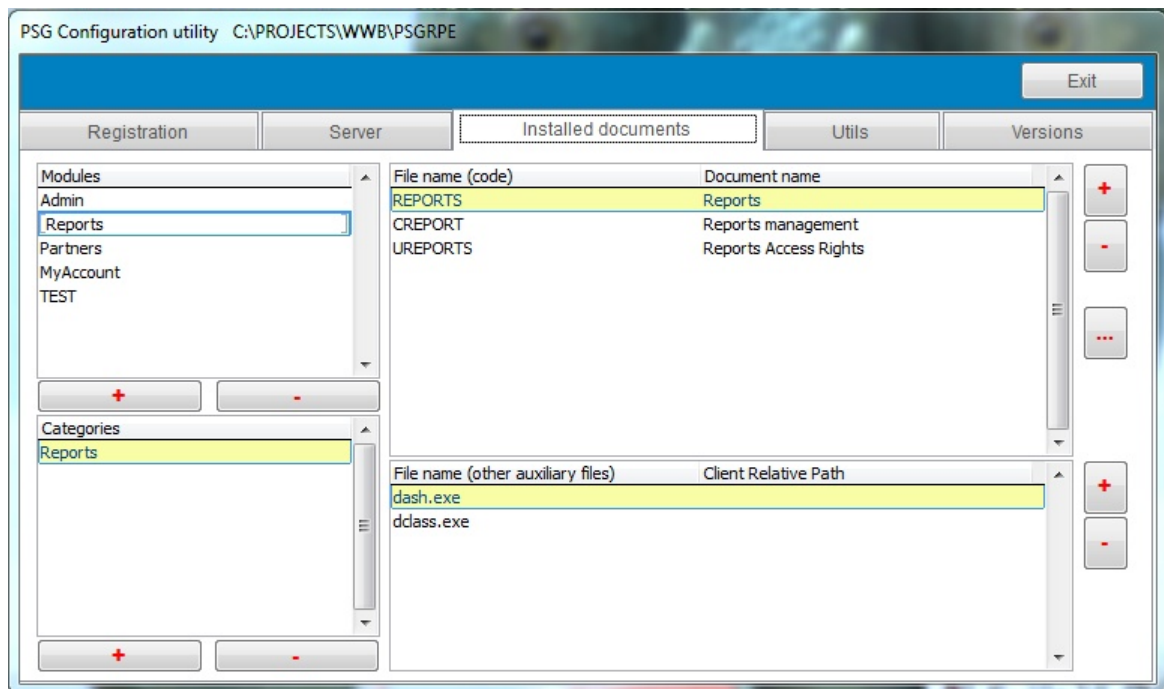 PSG Configuration utility C:\PROJECTS\WWB\PSGRPE
Exit
Registration Server Installed documents Utils Versions
Modules
Admin
Reports
Partners
MyAccount
TEST
+ -
Categories
Reports
+ -
File name (code) Document name
REPORTS Reports
CREPORT Reports management
UREPORTS Reports Access Rights
+
-
...
File name (other auxiliary files) Client Relative Path
dash.exe
dclass.exe
+
-